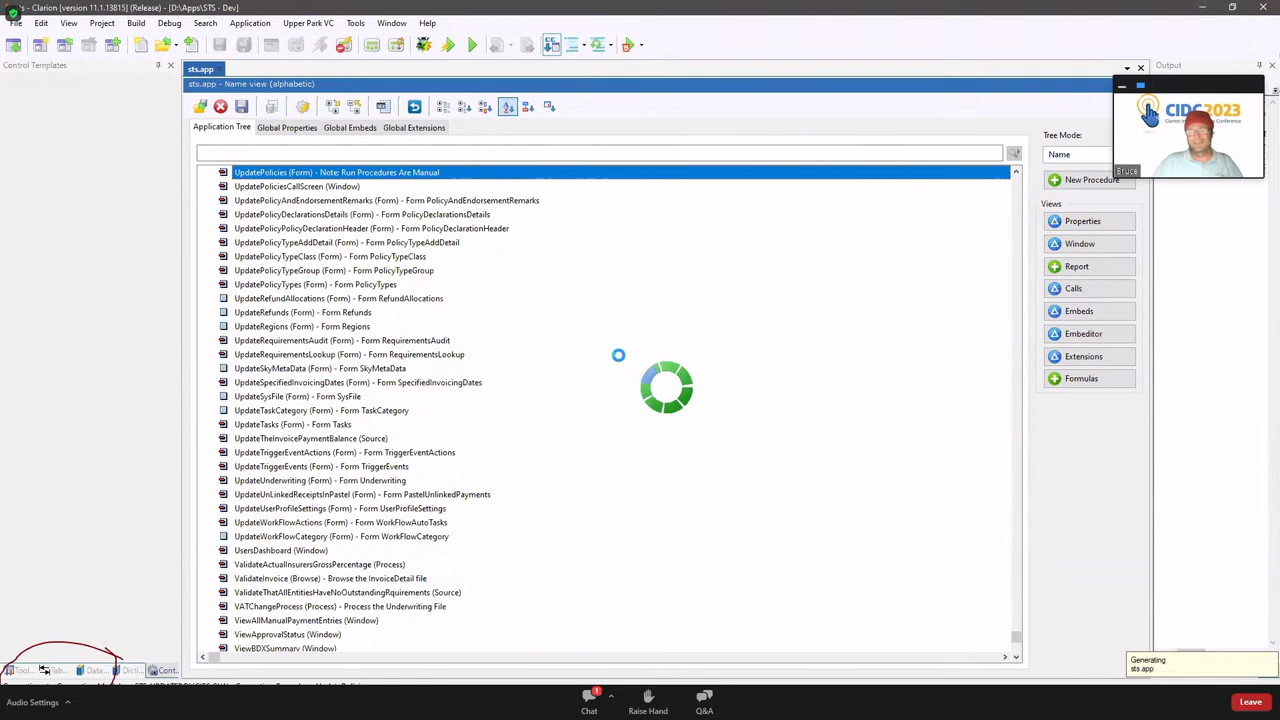 - Clarion [version 11.1.13815] (Release) - [D:\Apps\STS - Dev]
File Edit View Project Build Debug Search Application Upper Park VC Tools Window Help
Control Templates
sts.app
Output
sts.app - Name view (alphabetic)
Application Tree Global Properties Global Embeds Global Extensions
Tree Mode:
Name
New Procedure
Views
Properties
Window
Report
Calls
Embeds
Embeditor
Extensions
Formulas
CIDC2023
Bruce
UpdatePolicies (Form) - Note: Run Procedures Are Manual
UpdatePoliciesCallScreen (Window)
UpdatePolicyAndEndorsementRemarks (Form) - Form PolicyAndEndorsementRemarks
UpdatePolicyDeclarationsDetails (Form) - Form PolicyDeclarationsDetails
UpdatePolicyPolicyDeclarationHeader (Form) - Form PolicyDeclarationHeader
UpdatePolicyTypeAddDetail (Form) - Form PolicyTypeAddDetail
UpdatePolicyTypeClass (Form) - Form PolicyTypeClass
UpdatePolicyTypeGroup (Form) - Form PolicyTypeGroup
UpdatePolicyTypes (Form) - Form PolicyTypes
UpdateRefundAllocations (Form) - Form RefundAllocations
UpdateRefunds (Form) - Form Refunds
UpdateRegions (Form) - Form Regions
UpdateRequirementsAudit (Form) - Form RequirementsAudit
UpdateRequirementsLookup (Form) - Form RequirementsLookup
UpdateSkyMetaData (Form) - Form SkyMetaData
UpdateSpecifiedInvoicingDates (Form) - Form SpecifiedInvoicingDates
UpdateSysFile (Form) - Form SysFile
UpdateTaskCategory (Form) - Form TaskCategory
UpdateTasks (Form) - Form Tasks
UpdateTheInvoicePaymentBalance (Source)
UpdateTriggerEventActions (Form) - Form TriggerEventActions
UpdateTriggerEvents (Form) - Form TriggerEvents
UpdateUnderwriting (Form) - Form Underwriting
UpdateUnLinkedReceiptsInPastel (Form) - Form PastelUnlinkedPayments
UpdateUserProfileSettings (Form) - Form UserProfileSettings
UpdateWorkFlowActions (Form) - Form WorkFlowAutoTasks
UpdateWorkFlowCategory (Form) - Form WorkFlowCategory
UsersDashboard (Window)
ValidateActualInsurersGrossPercentage (Process)
ValidateInvoice (Browse) - Browse the InvoiceDetail file
ValidateThatAllEntitiesHaveNoOutstandingRquirements (Source)
VATChangeProcess (Process) - Process the Underwriting File
ViewAllManualPaymentEntries (Window)
ViewApprovalStatus (Window)
ViewBDXSummary (Window)
Tool... Data... Dicti... Cont...
Generating
sts.app
Audio Settings
1
Chat
Raise Hand
Q&A
Leave